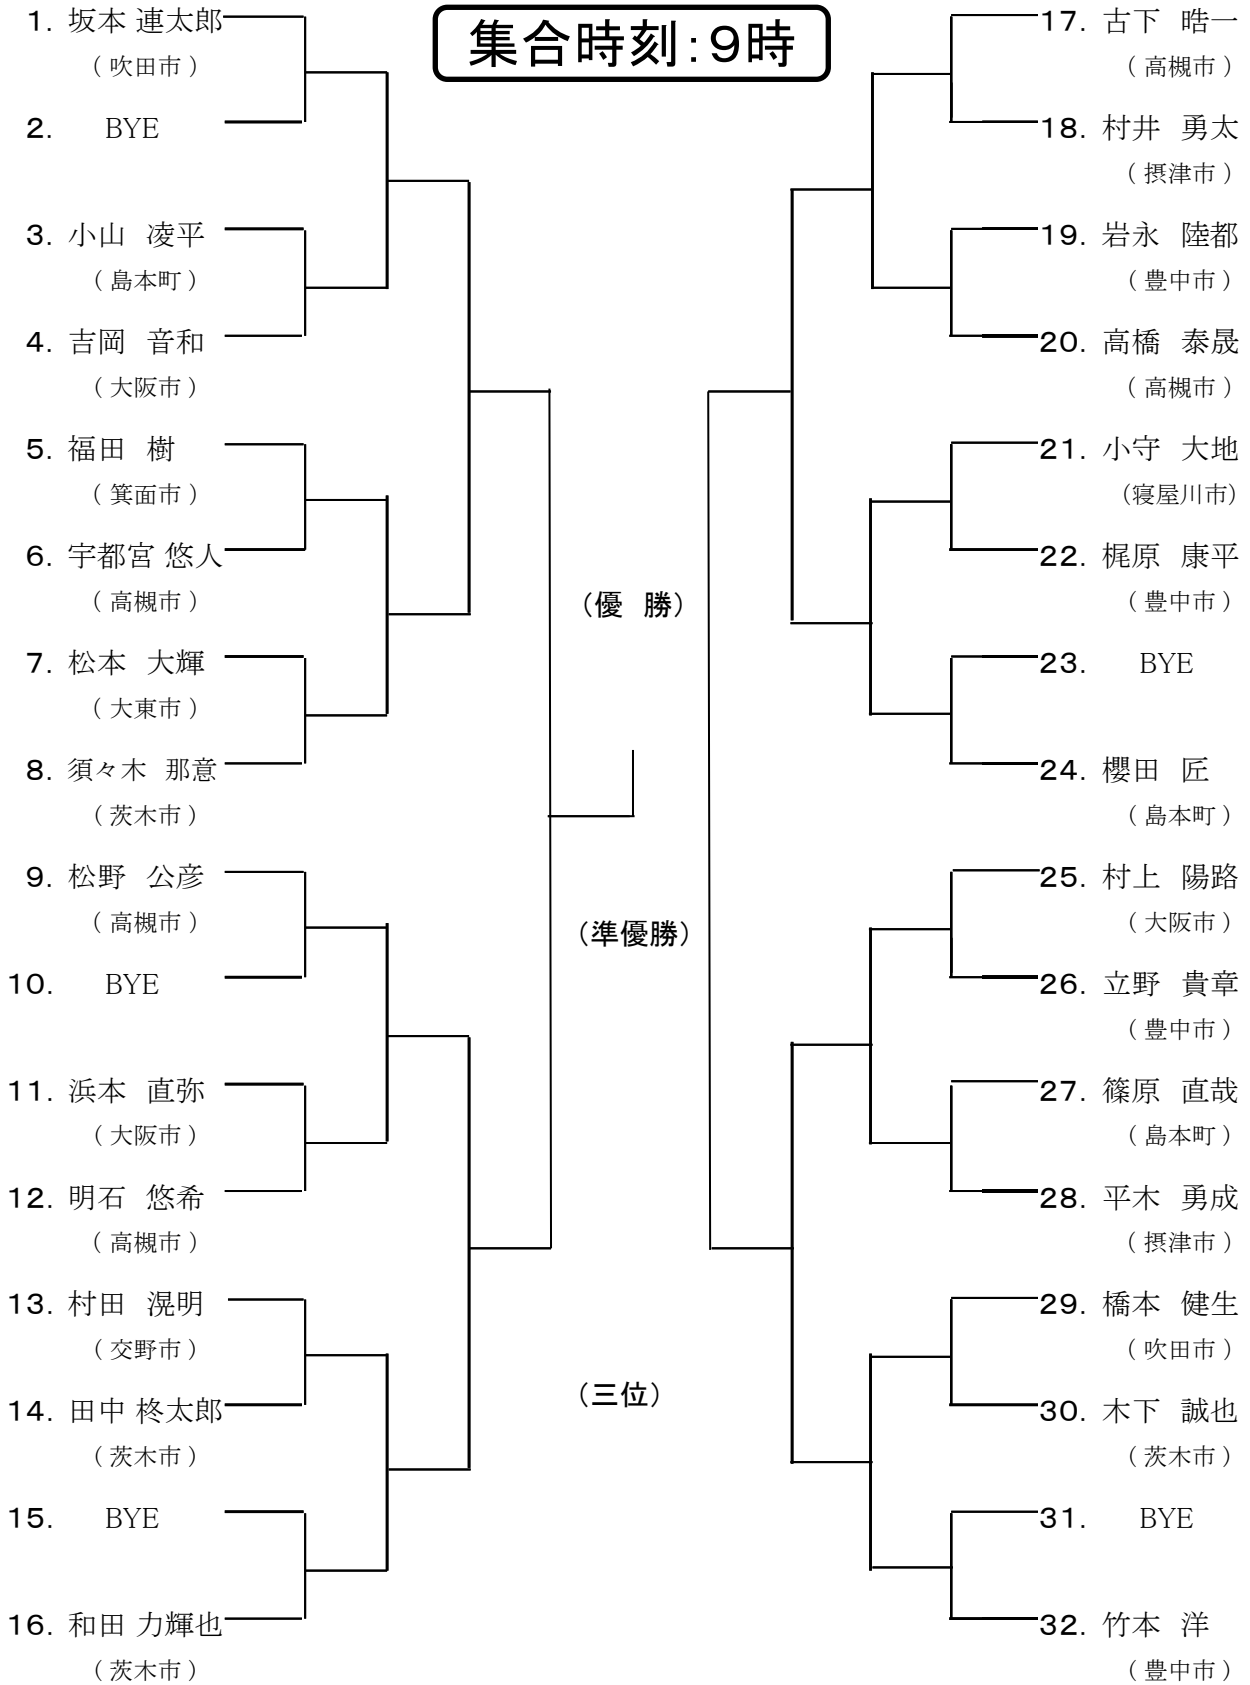 集合時刻：９時
1. 坂本 連太郎
（ 吹田市 ）
2. BYE
3. 小山 凌平
（ 島本町 ）
4. 吉岡 音和
（ 大阪市 ）
5. 福田 樹
（ 箕面市 ）
6. 宇都宮 悠人
（ 高槻市 ）
7. 松本 大輝
（ 大東市 ）
8. 須々木 那意
（ 茨木市 ）
9. 松野 公彦
（ 高槻市 ）
10. BYE
11. 浜本 直弥
（ 大阪市 ）
12. 明石 悠希
（ 高槻市 ）
13. 村田 滉明
（ 交野市 ）
14. 田中 柊太郎
（ 茨木市 ）
15. BYE
16. 和田 力輝也
（ 茨木市 ）
（優 勝）
（準優勝）
（三位）
17. 古下 晧一
（ 高槻市 ）
18. 村井 勇太
（ 摂津市 ）
19. 岩永 陸都
（ 豊中市 ）
20. 高橋 泰晟
（ 高槻市 ）
21. 小守 大地
（寝屋川市）
22. 梶原 康平
（ 豊中市 ）
23. BYE
24. 櫻田 匠
（ 島本町 ）
25. 村上 陽路
（ 大阪市 ）
26. 立野 貴章
（ 豊中市 ）
27. 篠原 直哉
（ 島本町 ）
28. 平木 勇成
（ 摂津市 ）
29. 橋本 健生
（ 吹田市 ）
30. 木下 誠也
（ 茨木市 ）
31. BYE
32. 竹本 洋
（ 豊中市 ）